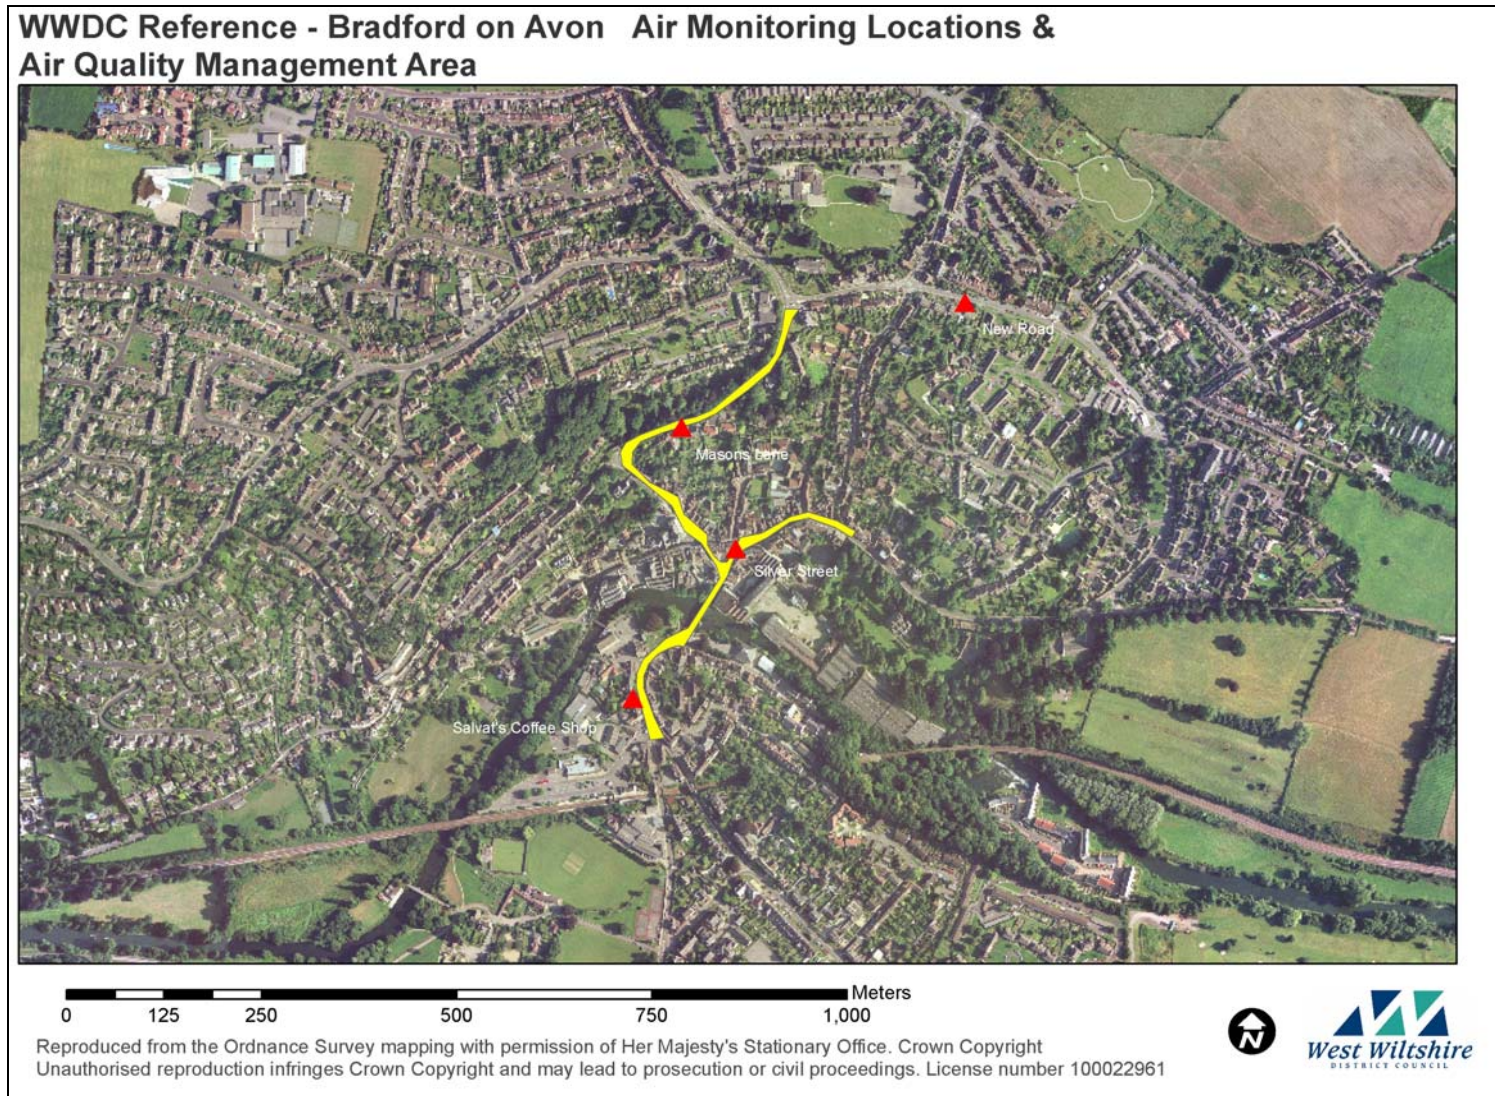 WWDC Reference - Bradford on Avon   Air Monitoring Locations &
Air Quality Management Area
New Road
Masons Lane
Silver Street
Salvat's Coffee Shop
Meters
0 125 250 500 750 1,000
Reproduced from the Ordnance Survey mapping with permission of Her Majesty's Stationary Office. Crown Copyright
Unauthorised reproduction infringes Crown Copyright and may lead to prosecution or civil proceedings. License number 100022961
N
West Wiltshire
DISTRICT COUNCIL